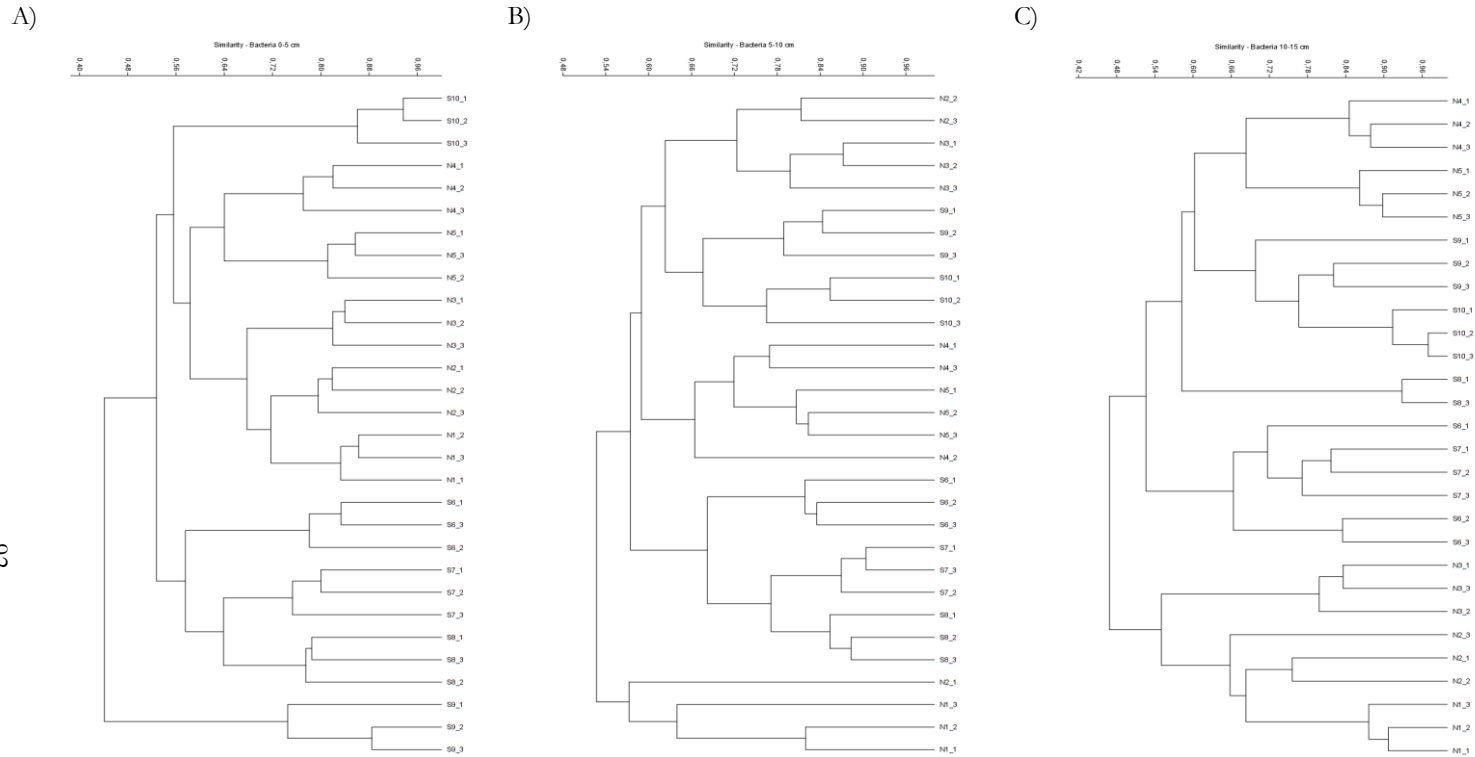 A)
Similarity - Bacteria 0-5 cm
0,40 0,48 0,56 0,64 0,72 0,80 0,88 0,96
S10_1
S10_2
S10_3
N4_1
N4_2
N4_3
N5_1
N5_3
N5_2
N3_1
N3_2
N3_3
N2_1
N2_2
N2_3
N1_2
N1_3
N1_1
S6_1
S6_3
S6_2
S7_1
S7_2
S7_3
S8_1
S8_3
S8_2
S9_1
S9_2
S9_3
B)
Similarity - Bacteria 5-10 cm
0,48 0,54 0,60 0,66 0,72 0,78 0,84 0,90 0,96
N2_2
N2_3
N3_1
N3_2
N3_3
S9_1
S9_2
S9_3
S10_1
S10_2
S10_3
N4_1
N4_3
N5_1
N5_2
N5_3
N4_2
S6_1
S6_2
S6_3
S7_1
S7_3
S7_2
S8_1
S8_2
S8_3
N2_1
N1_3
N1_2
N1_1
C)
Similarity - Bacteria 10-15 cm
0,42 0,48 0,54 0,60 0,66 0,72 0,78 0,84 0,90 0,96
N4_1
N4_2
N4_3
N5_1
N5_2
N5_3
S9_1
S9_2
S9_3
S10_1
S10_2
S10_3
S8_1
S8_3
S6_1
S7_1
S7_2
S7_3
S6_2
S6_3
N3_1
N3_3
N3_2
N2_3
N2_1
N2_2
N1_3
N1_2
N1_1